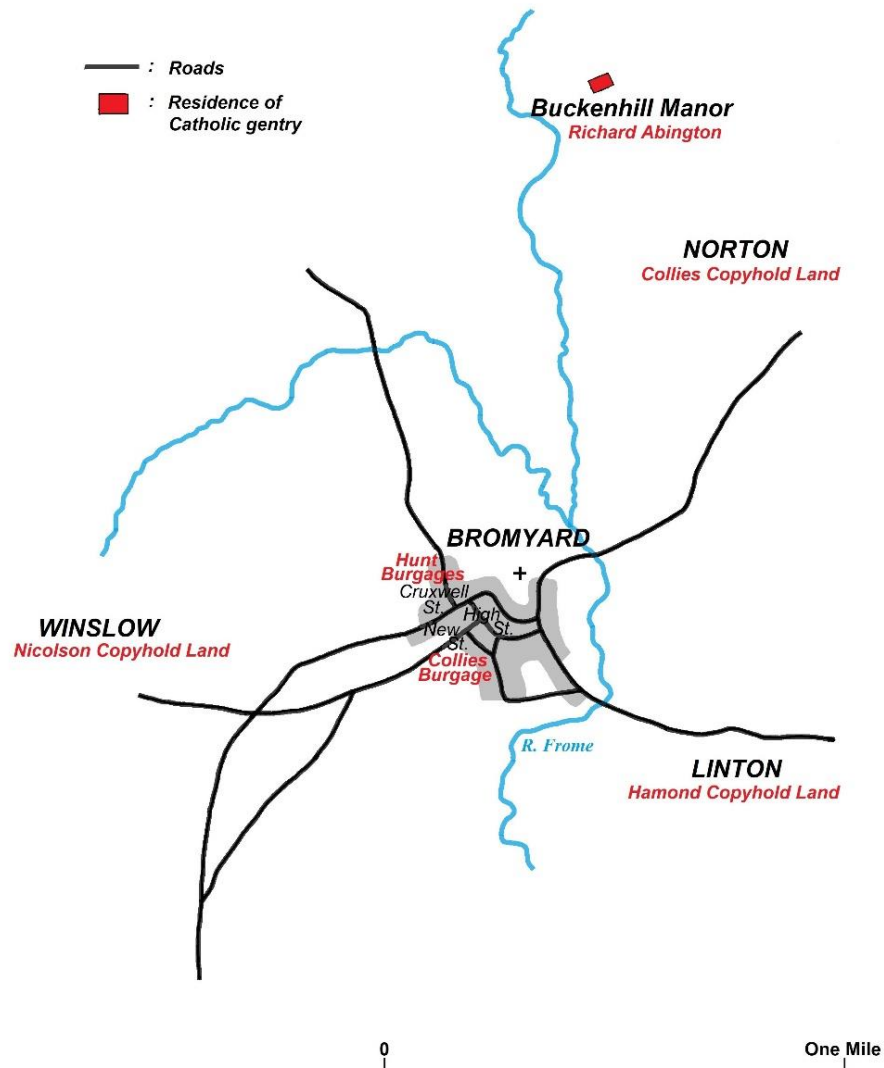 : Roads
: Residence of
Catholic gentry
Buckenhill Manor
Richard Abington
NORTON
Collies Copyhold Land
BROMYARD
Hunt
Burgages
Cruxwell
St.
High
St.
New
St.
Collies
Burgage
WINSLOW
Nicolson Copyhold Land
R. Frome
LINTON
Hamond Copyhold Land
0
One Mile